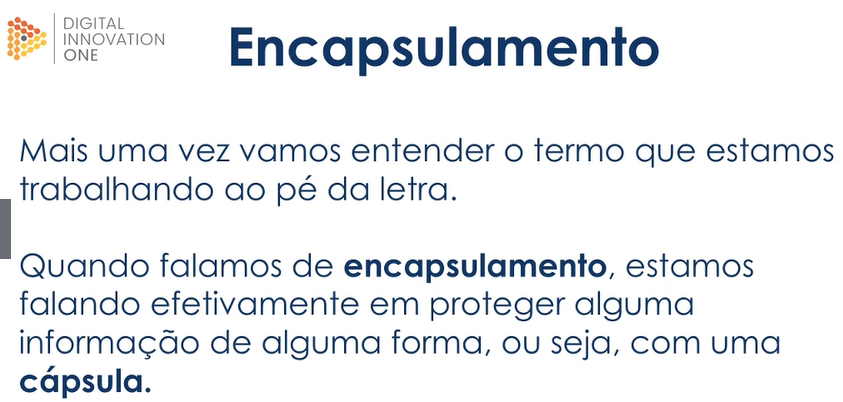 DIGITAL
INNOVATION
ONE
Encapsulamento
Mais uma vez vamos entender o termo que estamos
trabalhando ao pé da letra.
Quando falamos de encapsulamento, estamos
falando efetivamente em proteger alguma
informação de alguma forma, ou seja, com uma
cápsula.